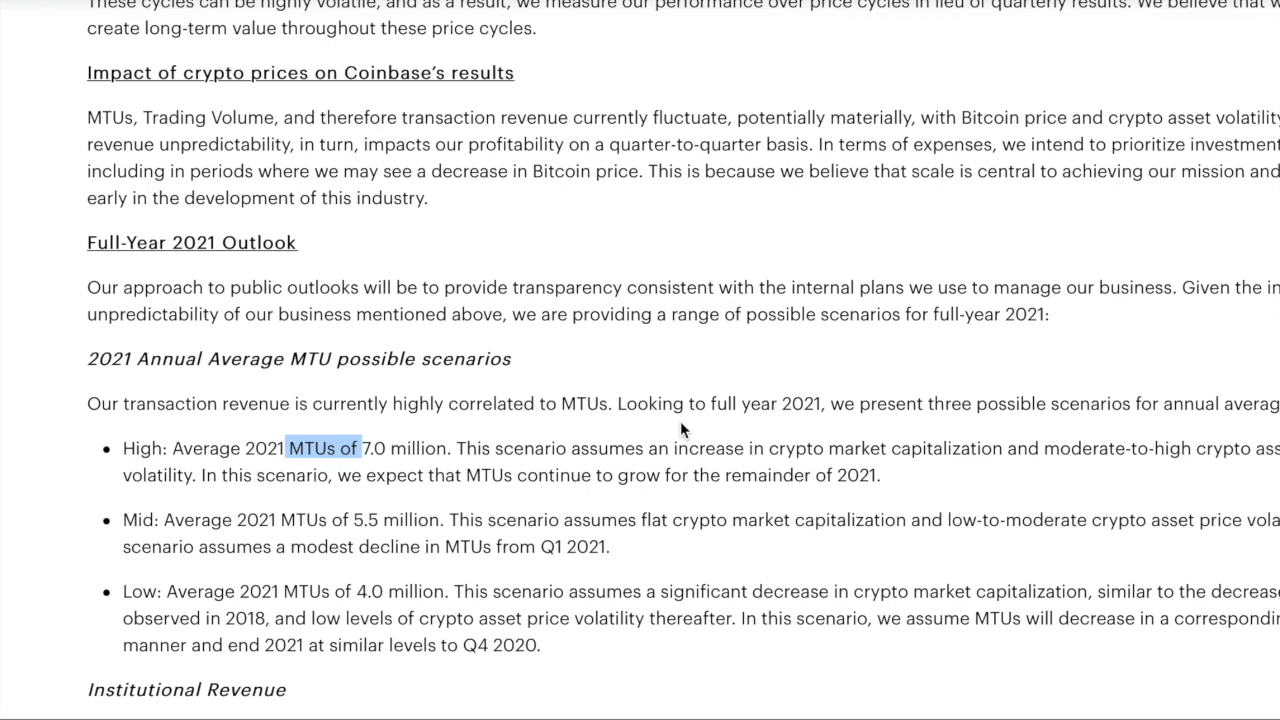 These cycles can be highly volatile, and as a result, we measure our performance over price cycles in lieu of quarterly results. We believe that
create long-term value throughout these price cycles.
Impact of crypto prices on Coinbase’s results
MTUs, Trading Volume, and therefore transaction revenue currently fluctuate, potentially materially, with Bitcoin price and crypto asset volatility
revenue unpredictability, in turn, impacts our profitability on a quarter-to-quarter basis. In terms of expenses, we intend to prioritize investment
including in periods where we may see a decrease in Bitcoin price. This is because we believe that scale is central to achieving our mission and
early in the development of this industry.
Full-Year 2021 Outlook
Our approach to public outlooks will be to provide transparency consistent with the internal plans we use to manage our business. Given the in
unpredictability of our business mentioned above, we are providing a range of possible scenarios for full-year 2021:
2021 Annual Average MTU possible scenarios
Our transaction revenue is currently highly correlated to MTUs. Looking to full year 2021, we present three possible scenarios for annual averag
• High: Average 2021 MTUs of 7.0 million. This scenario assumes an increase in crypto market capitalization and moderate-to-high crypto ass
volatility. In this scenario, we expect that MTUs continue to grow for the remainder of 2021.
• Mid: Average 2021 MTUs of 5.5 million. This scenario assumes flat crypto market capitalization and low-to-moderate crypto asset price vola
scenario assumes a modest decline in MTUs from Q1 2021.
• Low: Average 2021 MTUs of 4.0 million. This scenario assumes a significant decrease in crypto market capitalization, similar to the decrease
observed in 2018, and low levels of crypto asset price volatility thereafter. In this scenario, we assume MTUs will decrease in a correspondin
manner and end 2021 at similar levels to Q4 2020.
Institutional Revenue